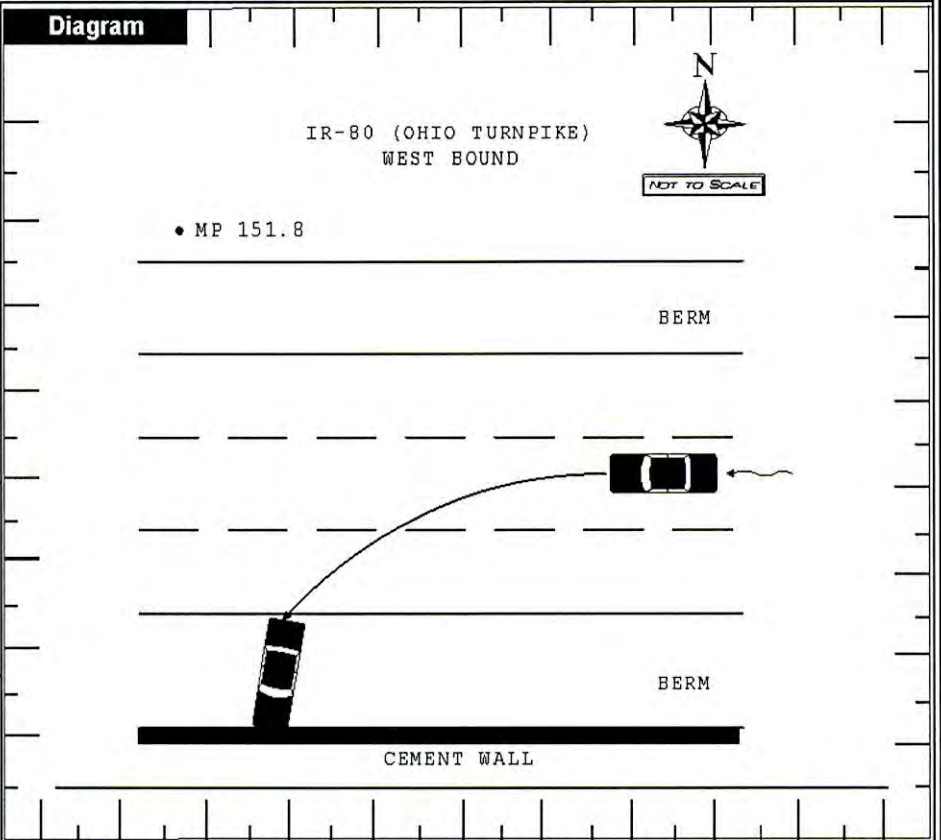 Diagram
N
IR-80 (OHIO TURNPIKE)
WEST BOUND
NOT TO SCALE
• MP 151.8
BERM
BERM
CEMENT WALL